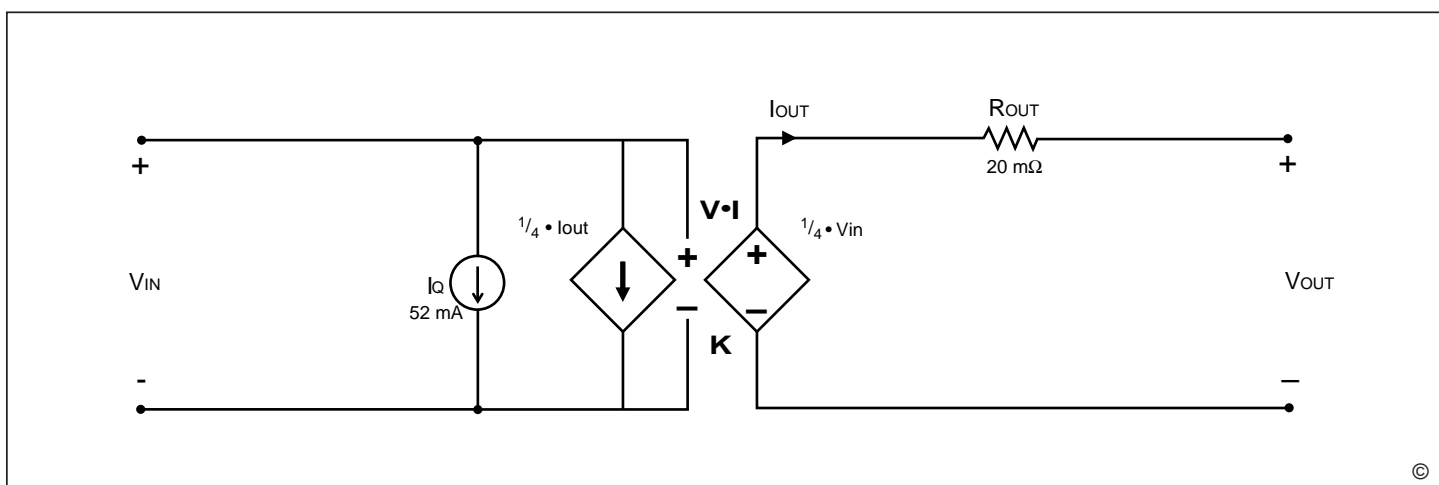 IOUT
ROUT
20 mΩ
+
+
V•I
1/4 • Iout
1/4 • Vin
+
+
VIN
IQ
52 mA
VOUT
–
–
K
-
–
©